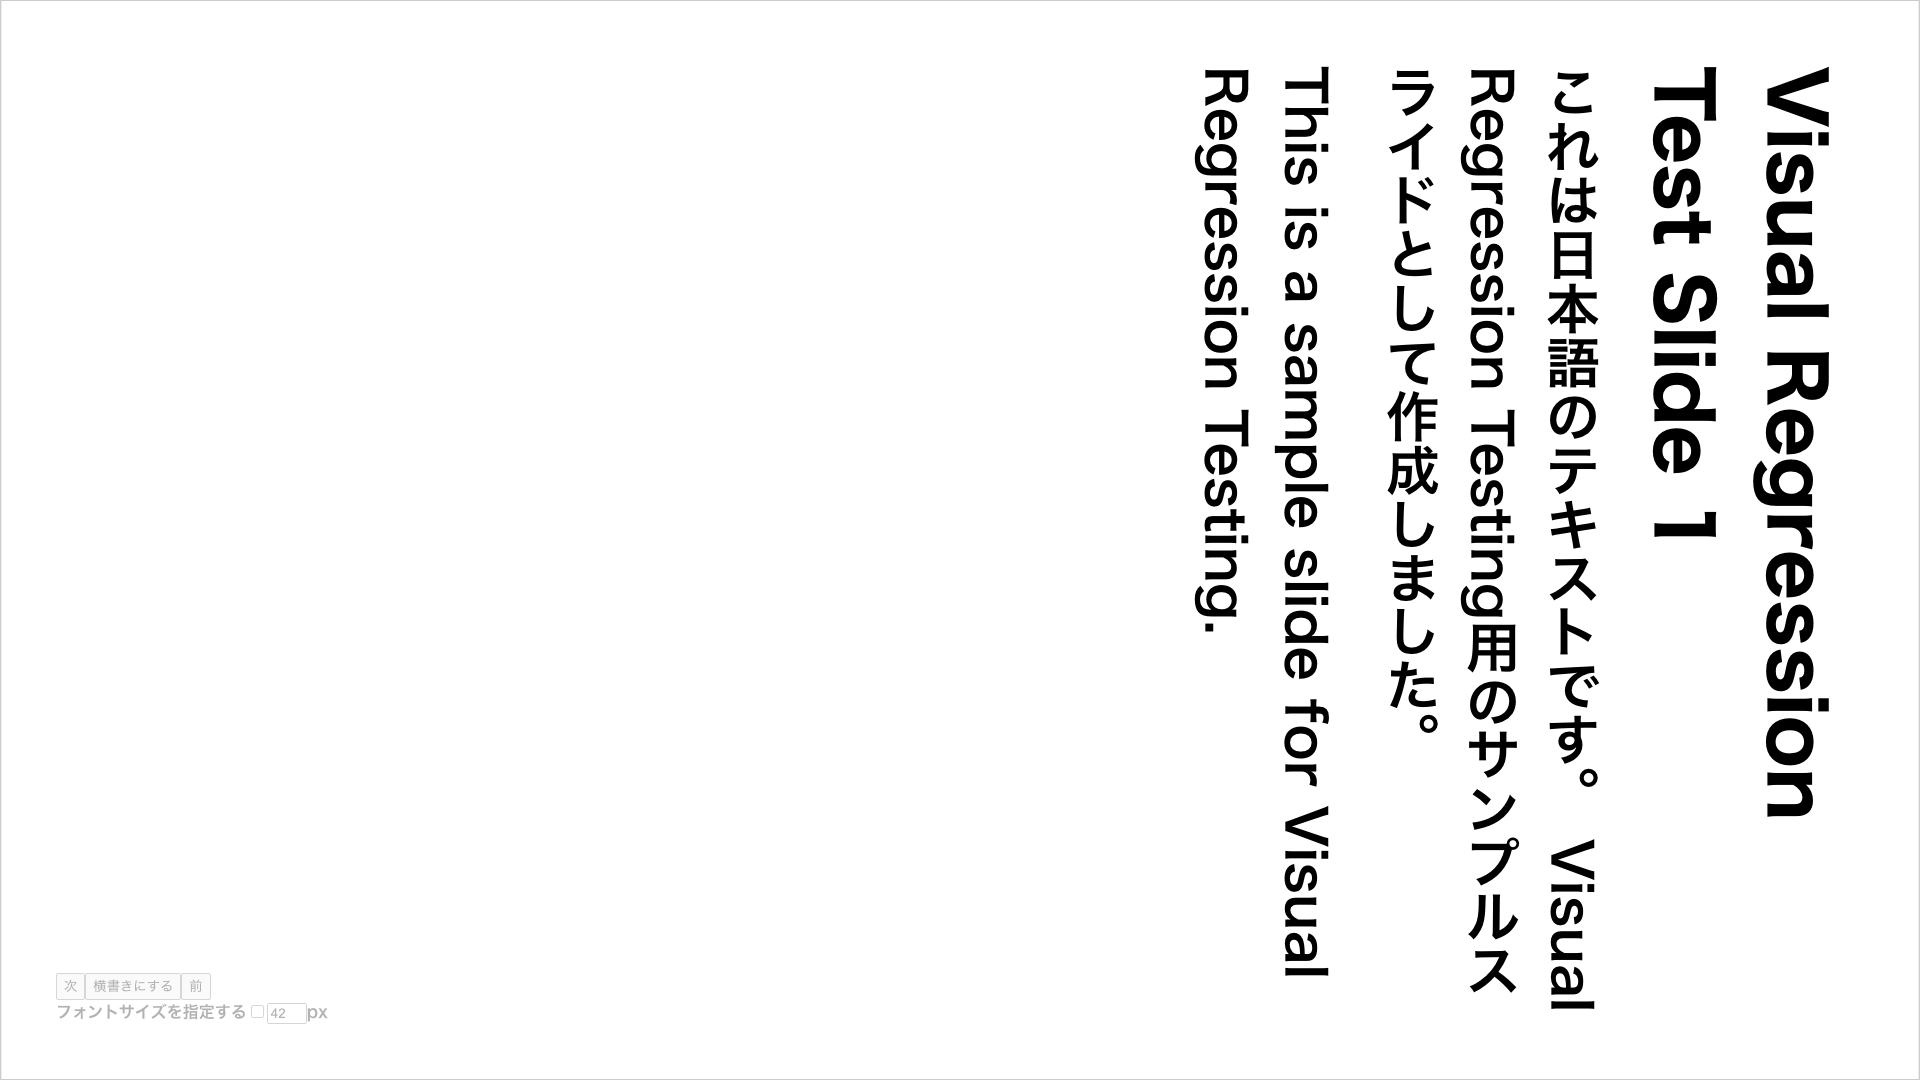 Visual Regression
Test Slide 1
これは日本語のテキストです。 Visual
Regression Testing用のサンプルス
ライドとして作成しました。
This is a sample slide for Visual
Regression Testing.
次 横書きにする 前
フォントサイズを指定する 42 px